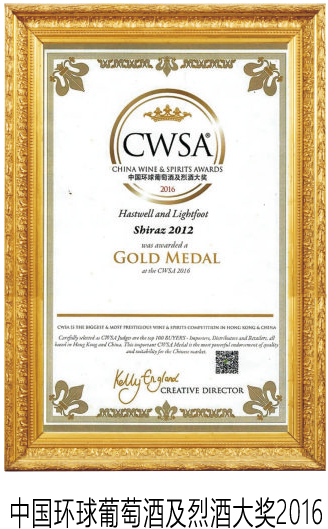 CWSA®
CHINA WINE & SPIRITS AWARDS
中国环球葡萄酒及烈酒大奖
2016
Hastwell and Lightfoot
Shiraz 2012
was awarded a
GOLD MEDAL
at the CWSA 2016
CWSA IS THE BIGGEST & MOST PRESTIGIOUS WINE & SPIRITS COMPETITION IN HONG KONG & CHINA
Carefully selected as CWSA Judges are the top 100 BUYERS - Importers, Distributors and Retailers, all
based in Hong Kong and China. This important CWSA Medal is the most powerful endorsement of quality
and suitability for the Chinese market.
Kelly England
CREATIVE DIRECTOR
中国环球葡萄酒及烈酒大奖2016